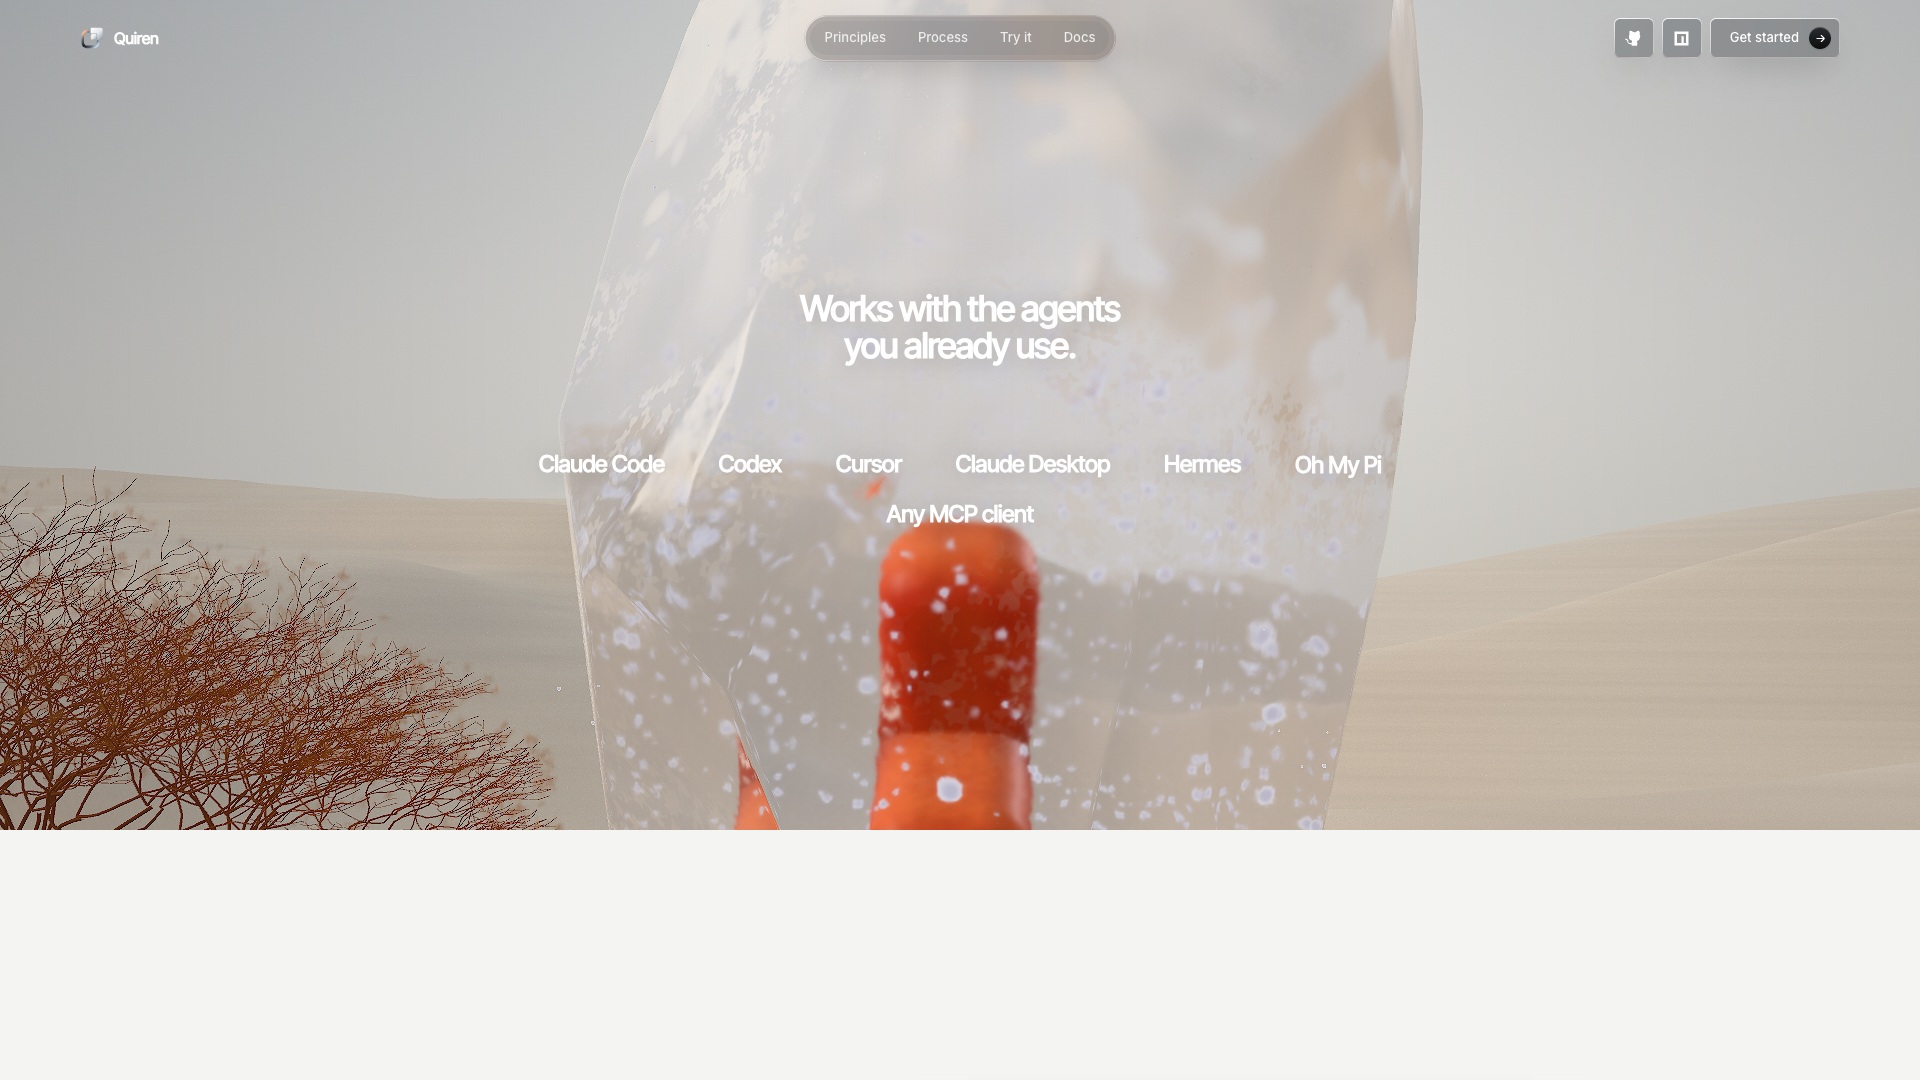 Quiren
Principles Process Try it Docs
Get started
Works with the agents
you already use.
Claude Code Codex Cursor Claude Desktop Hermes Oh My Pi
Any MCP client